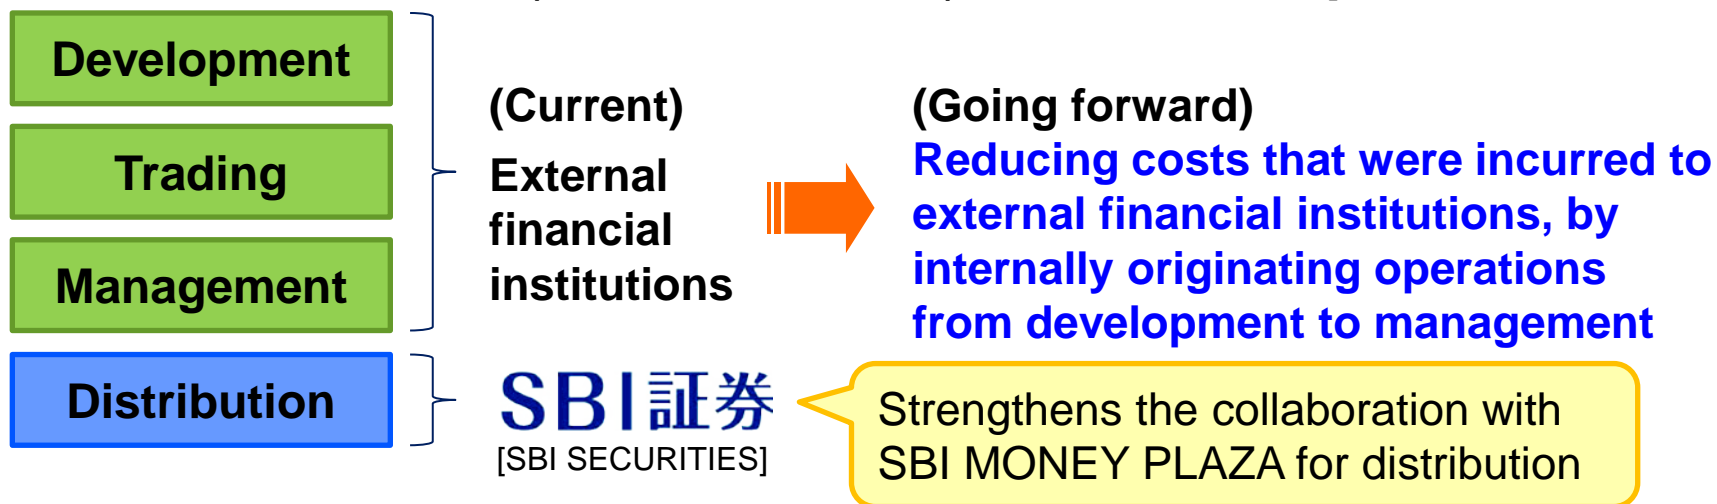 Development
Trading
Management
Distribution
(Current)
External
financial
institutions
(Going forward)
Reducing costs that were incurred to
external financial institutions, by
internally originating operations
from development to management
SBI証券
[SBI SECURITIES]
Strengthens the collaboration with
SBI MONEY PLAZA for distribution